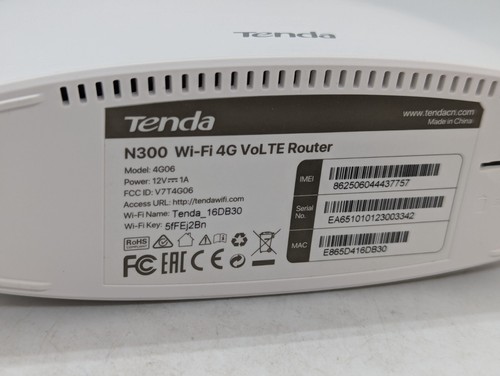 Tenda
Tenda
www.tendacn.com
Made in China
N300 Wi-Fi 4G VoLTE Router
Model: 4G06
Power: 12V⎓1A
FCC ID: V7T4G06
Access URL: http://tendawifi.com
Wi-Fi Name: Tenda_16DB30
Wi-Fi Key: 5fFEj2Bn
RoHS
COMPLIANT
FC EAC CE
IMEI
862506044437757
Serial No.
EA651010123003342
MAC
E865D416DB30